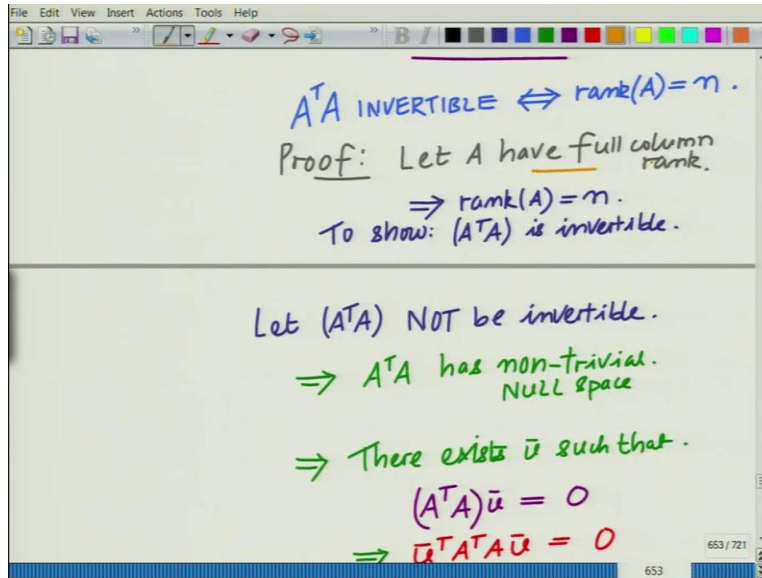 File Edit View Insert Actions Tools Help
AᵀA INVERTIBLE ⇔ rank(A) = n.
Proof: Let A have full column rank.
⇒ rank(A) = n.
To show: (AᵀA) is invertible.
Let (AᵀA) NOT be invertible.
⇒ AᵀA has non-trivial.
NULL space
⇒ There exists ū such that.
(AᵀA)ū = 0
⇒ ūᵀAᵀAū = 0
653 / 721
653